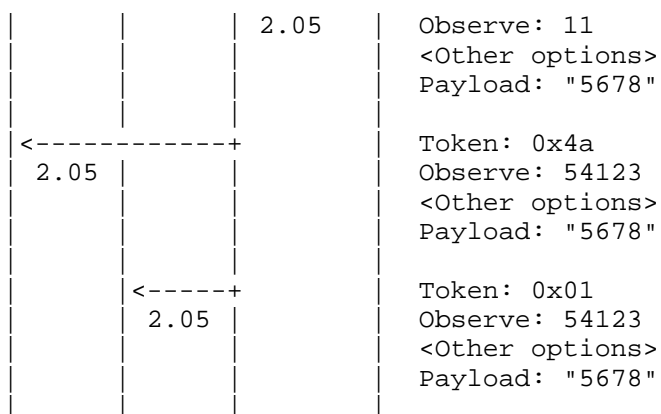 2.05 Observe: 11
<Other options>
Payload: "5678"
<-------------+ Token: 0x4a
2.05 Observe: 54123
<Other options>
Payload: "5678"
<-----+ Token: 0x01
2.05 Observe: 54123
<Other options>
Payload: "5678"